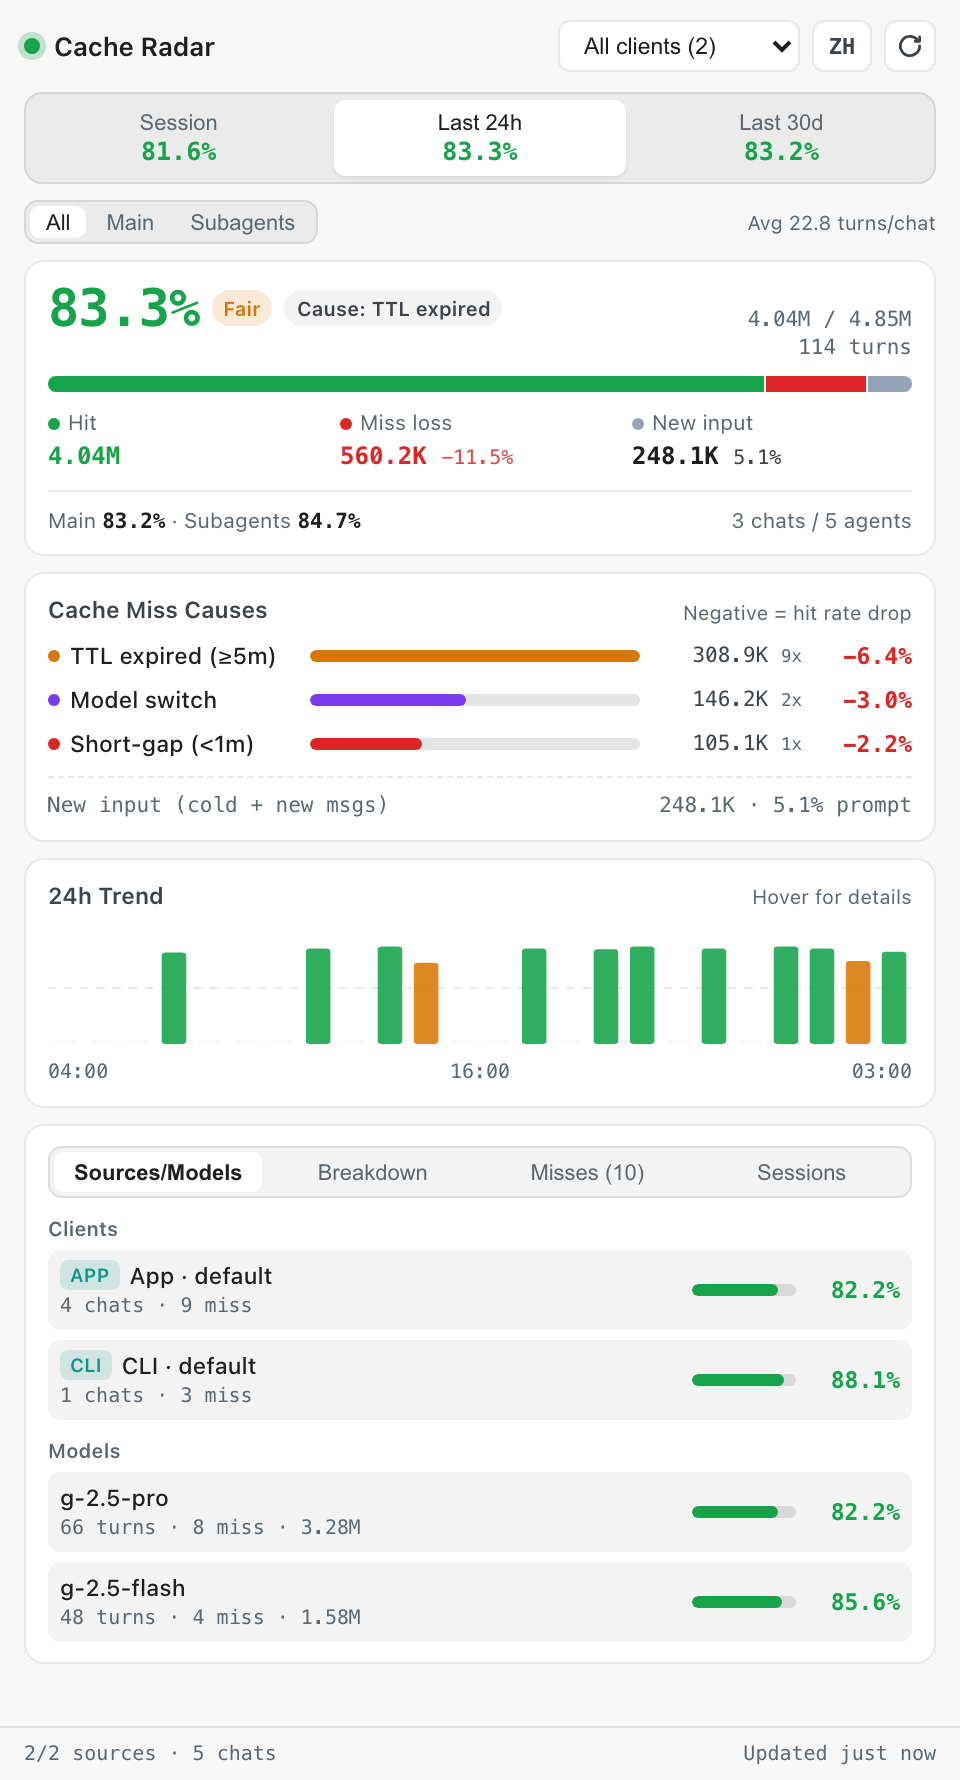 Cache Radar
All clients (2)
ZH
Session
81.6%
Last 24h
83.3%
Last 30d
83.2%
All
Main
Subagents
Avg 22.8 turns/chat
83.3%
Fair
Cause: TTL expired
4.04M / 4.85M
114 turns
Hit
4.04M
Miss loss
560.2K −11.5%
New input
248.1K 5.1%
Main 83.2% · Subagents 84.7%
3 chats / 5 agents
Cache Miss Causes
Negative = hit rate drop
TTL expired (≥5m) 308.9K 9x −6.4%
Model switch 146.2K 2x −3.0%
Short-gap (<1m) 105.1K 1x −2.2%
New input (cold + new msgs) 248.1K · 5.1% prompt
24h Trend
Hover for details
04:00 16:00 03:00
Sources/Models
Breakdown
Misses (10)
Sessions
Clients
APP App · default
4 chats · 9 miss
82.2%
CLI CLI · default
1 chats · 3 miss
88.1%
Models
g-2.5-pro
66 turns · 8 miss · 3.28M
82.2%
g-2.5-flash
48 turns · 4 miss · 1.58M
85.6%
2/2 sources · 5 chats
Updated just now